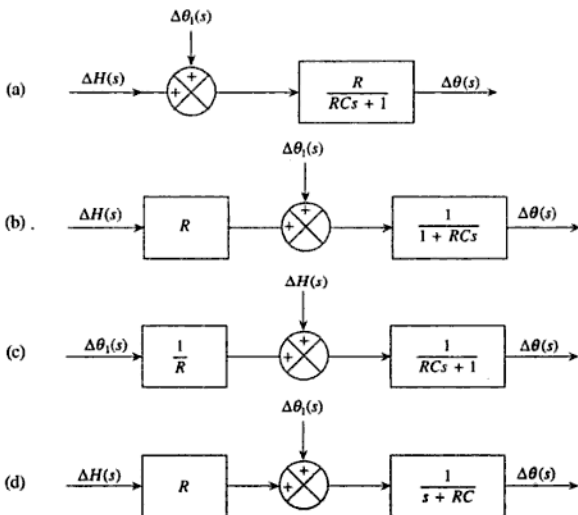 Δθ₁(s)
(a) ΔH(s) + + R / RCs + 1 Δθ(s)
Δθ₁(s)
(b) . ΔH(s) R + + 1 / 1 + RCs Δθ(s)
ΔH(s)
(c) Δθ₁(s) 1 / R + + 1 / RCs + 1 Δθ(s)
Δθ₁(s)
(d) ΔH(s) R + + 1 / s + RC Δθ(s)